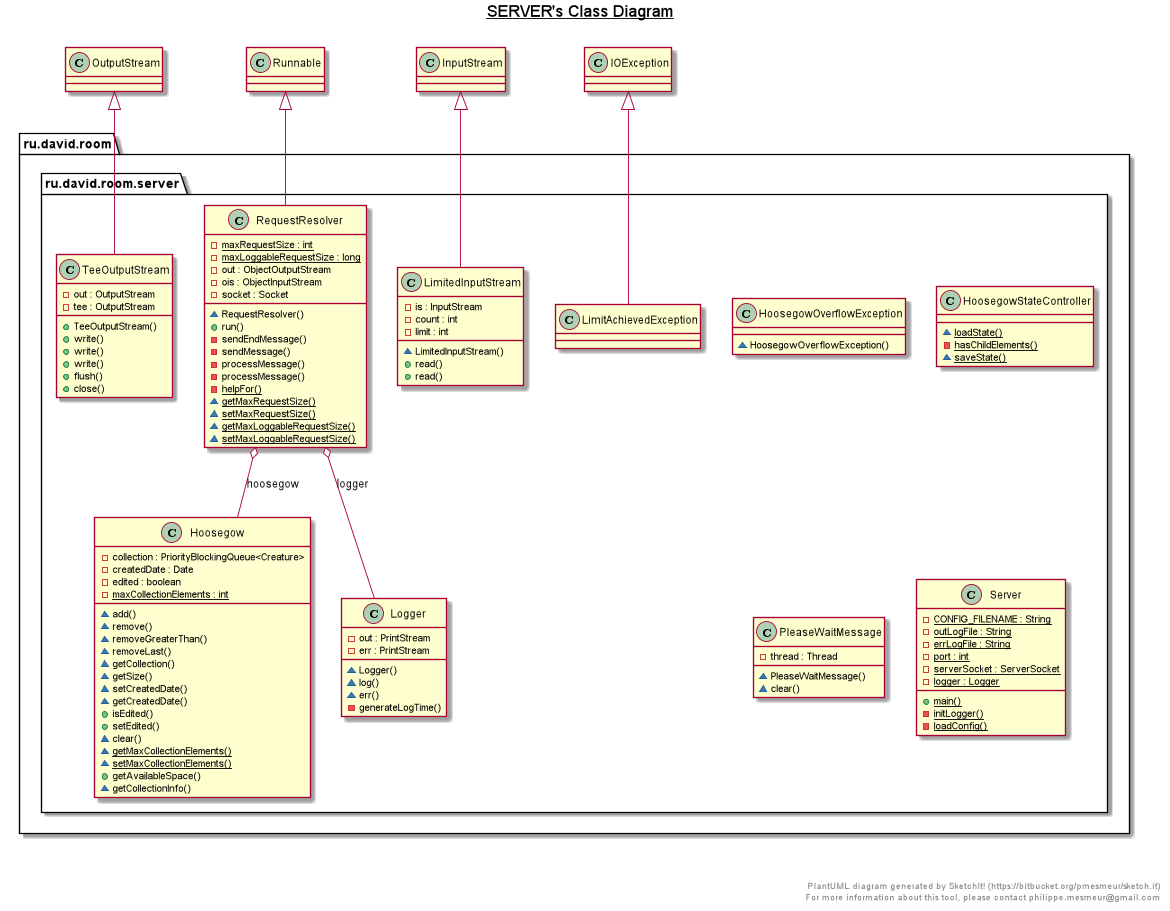 SERVER's Class Diagram
C OutputStream
C Runnable
C InputStream
C IOException
ru.david.room
ru.david.room.server
C TeeOutputStream
out : OutputStream
tee : OutputStream
TeeOutputStream()
write()
write()
write()
flush()
close()
C RequestResolver
maxRequestSize : int
maxLoggableRequestSize : long
out : ObjectOutputStream
ois : ObjectInputStream
socket : Socket
RequestResolver()
run()
sendEndMessage()
sendMessage()
processMessage()
processMessage()
helpFor()
getMaxRequestSize()
setMaxRequestSize()
getMaxLoggableRequestSize()
setMaxLoggableRequestSize()
C LimitedInputStream
is : InputStream
count : int
limit : int
LimitedInputStream()
read()
read()
C LimitAchievedException
C HoosegowOverflowException
HoosegowOverflowException()
C HoosegowStateController
loadState()
hasChildElements()
saveState()
hoosegow
logger
C Hoosegow
collection : PriorityBlockingQueue<Creature>
createdDate : Date
edited : boolean
maxCollectionElements : int
add()
remove()
removeGreaterThan()
removeLast()
getCollection()
getSize()
setCreatedDate()
getCreatedDate()
isEdited()
setEdited()
clear()
getMaxCollectionElements()
setMaxCollectionElements()
getAvailableSpace()
getCollectionInfo()
C Logger
out : PrintStream
err : PrintStream
Logger()
log()
err()
generateLogTime()
C PleaseWaitMessage
thread : Thread
PleaseWaitMessage()
clear()
C Server
CONFIG_FILENAME : String
outLogFile : String
errLogFile : String
port : int
serverSocket : ServerSocket
logger : Logger
main()
initLogger()
loadConfig()
PlantUML diagram generated by SketchIt! (https://bitbucket.org/pmesmeur/sketch.it)
For more information about this tool, please contact philippe.mesmeur@gmail.com